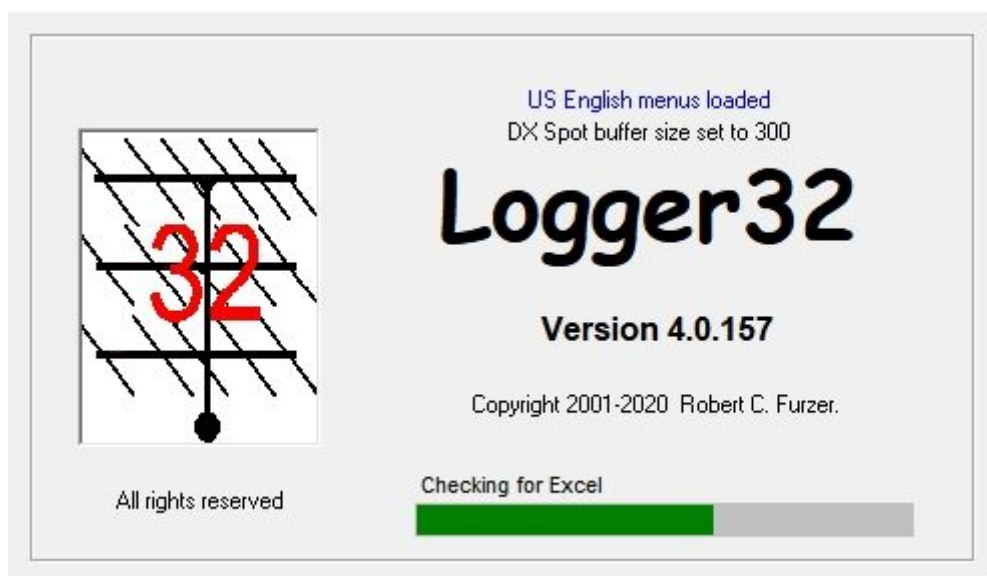 US English menus loaded
DX Spot buffer size set to 300
Logger32
32
Version 4.0.157
Copyright 2001-2020 Robert C. Furzer.
Checking for Excel
All rights reserved